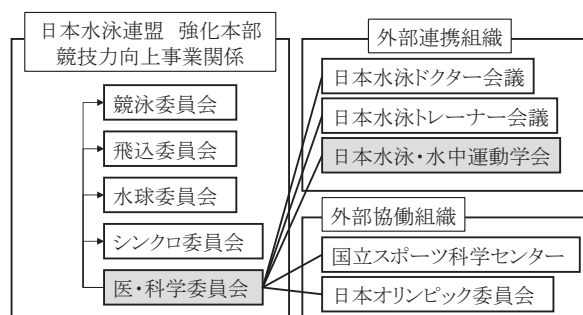 日本水泳連盟　強化本部
競技力向上事業関係
競泳委員会
飛込委員会
水球委員会
シンクロ委員会
医・科学委員会
外部連携組織
日本水泳ドクター会議
日本水泳トレーナー会議
日本水泳・水中運動学会
外部協働組織
国立スポーツ科学センター
日本オリンピック委員会